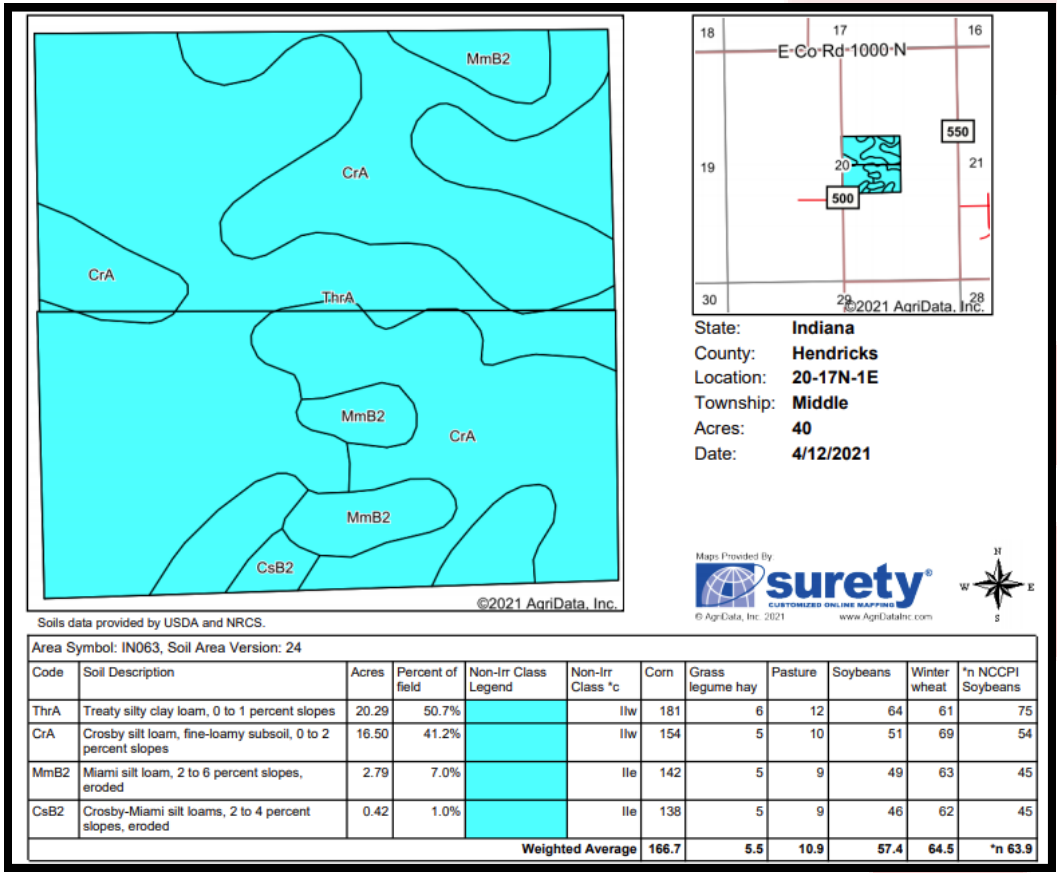 MmB2
CrA
CrA
ThrA
MmB2
CrA
MmB2
CsB2
©2021 AgriData, Inc.
18
17
16
E Co Rd 1000 N
550
19
20
21
500
30
29
28
©2021 AgriData, Inc.
State: Indiana
County: Hendricks
Location: 20-17N-1E
Township: Middle
Acres: 40
Date: 4/12/2021
Maps Provided By
surety®
CUSTOMIZED ONLINE MAPPING
© AgriData, Inc. 2021 www.AgriDataInc.com
N
W E
S
Soils data provided by USDA and NRCS.
Area Symbol: IN063, Soil Area Version: 24
Code Soil Description Acres Percent of field Non-Irr Class Legend Non-Irr Class *c Corn Grass legume hay Pasture Soybeans Winter wheat *n NCCPI Soybeans
ThrA Treaty silty clay loam, 0 to 1 percent slopes 20.29 50.7% IIw 181 6 12 64 61 75
CrA Crosby silt loam, fine-loamy subsoil, 0 to 2 percent slopes 16.50 41.2% IIw 154 5 10 51 69 54
MmB2 Miami silt loam, 2 to 6 percent slopes, eroded 2.79 7.0% IIe 142 5 9 49 63 45
CsB2 Crosby-Miami silt loams, 2 to 4 percent slopes, eroded 0.42 1.0% IIe 138 5 9 46 62 45
Weighted Average 166.7 5.5 10.9 57.4 64.5 *n 63.9